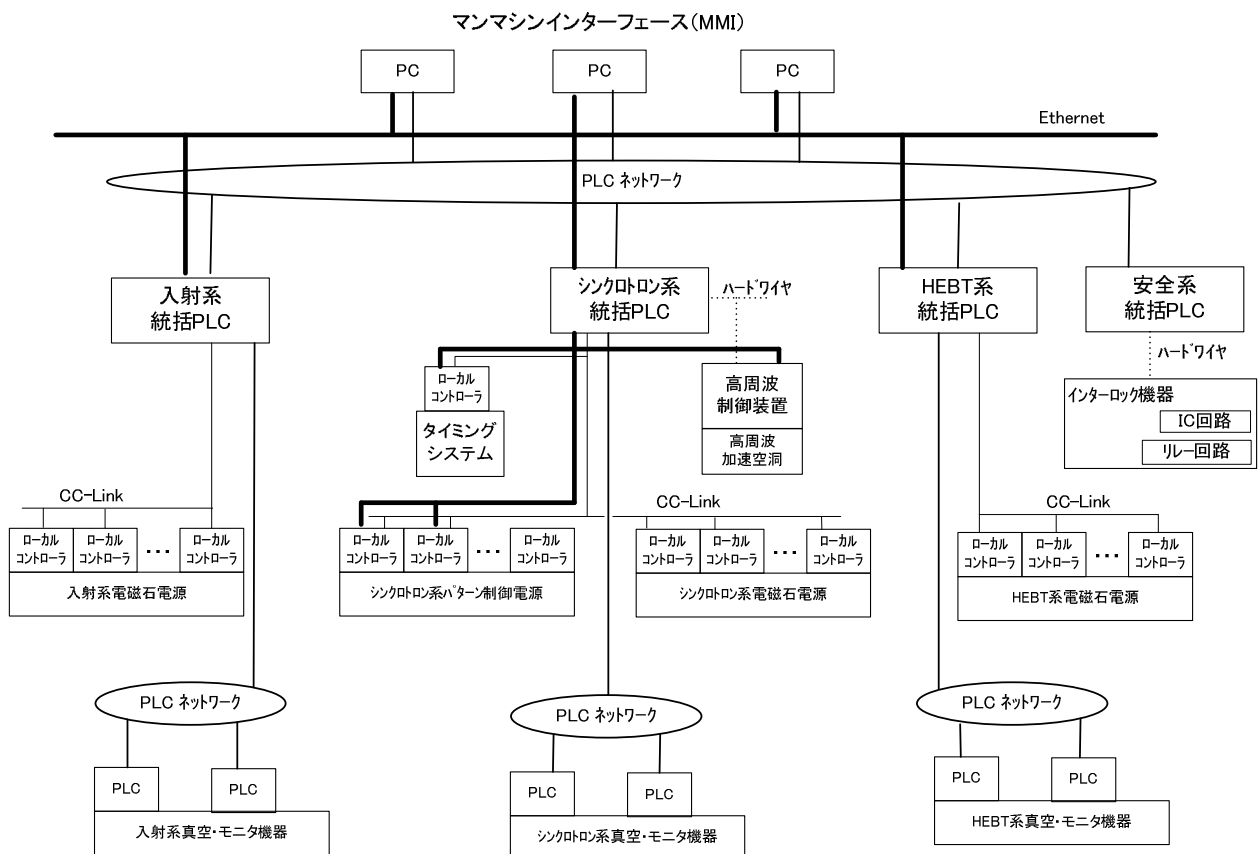 マンマシンインターフェース(MMI)
PC
PC
PC
Ethernet
PLC ネットワーク
入射系
統括PLC
シンクロトロン系
統括PLC
ハードワイヤ
HEBT系
統括PLC
安全系
統括PLC
ハードワイヤ
ローカル
コントローラ
タイミング
システム
高周波
制御装置
高周波
加速空洞
インターロック機器
IC回路
リレー回路
CC-Link
ローカル
コントローラ
ローカル
コントローラ
...
ローカル
コントローラ
入射系電磁石電源
ローカル
コントローラ
ローカル
コントローラ
...
ローカル
コントローラ
シンクロトロン系パターン制御電源
CC-Link
ローカル
コントローラ
ローカル
コントローラ
...
ローカル
コントローラ
シンクロトロン系電磁石電源
CC-Link
ローカル
コントローラ
ローカル
コントローラ
...
ローカル
コントローラ
HEBT系電磁石電源
PLC ネットワーク
PLC
PLC
入射系真空・モニタ機器
PLC ネットワーク
PLC
PLC
シンクロトロン系真空・モニタ機器
PLC ネットワーク
PLC
PLC
HEBT系真空・モニタ機器